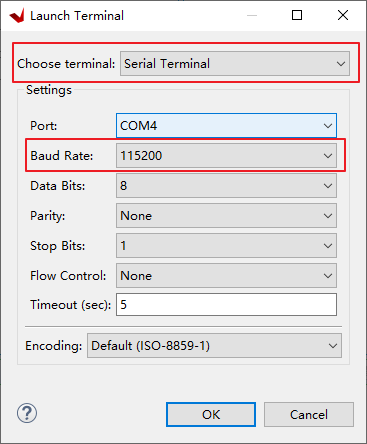 Launch Terminal
Choose terminal: Serial Terminal
Settings
Port: COM4
Baud Rate: 115200
Data Bits: 8
Parity: None
Stop Bits: 1
Flow Control: None
Timeout (sec): 5
Encoding: Default (ISO-8859-1)
? OK Cancel